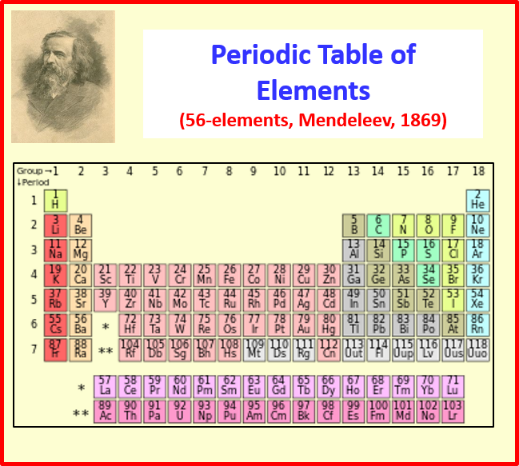 Periodic Table of
Elements
(56-elements, Mendeleev, 1869)
Group→1 2 3 4 5 6 7 8 9 10 11 12 13 14 15 16 17 18
↓Period
1 1 2
H He
2 3 4 5 6 7 8 9 10
Li Be B C N O F Ne
3 11 12 13 14 15 16 17 18
Na Mg Al Si P S Cl Ar
4 19 20 21 22 23 24 25 26 27 28 29 30 31 32 33 34 35 36
K Ca Sc Ti V Cr Mn Fe Co Ni Cu Zn Ga Ge As Se Br Kr
5 37 38 39 40 41 42 43 44 45 46 47 48 49 50 51 52 53 54
Rb Sr Y Zr Nb Mo Tc Ru Rh Pd Ag Cd In Sn Sb Te I Xe
6 55 56 * 72 73 74 75 76 77 78 79 80 81 82 83 84 85 86
Cs Ba Hf Ta W Re Os Ir Pt Au Hg Tl Pb Bi Po At Rn
7 87 88 ** 104 105 106 107 108 109 110 111 112 113 114 115 116 117 118
Fr Ra Rf Db Sg Bh Hs Mt Ds Rg Cn Uut Fl Uup Lv Uus Uuo
* 57 58 59 60 61 62 63 64 65 66 67 68 69 70 71
La Ce Pr Nd Pm Sm Eu Gd Tb Dy Ho Er Tm Yb Lu
** 89 90 91 92 93 94 95 96 97 98 99 100 101 102 103
Ac Th Pa U Np Pu Am Cm Bk Cf Es Fm Md No Lr